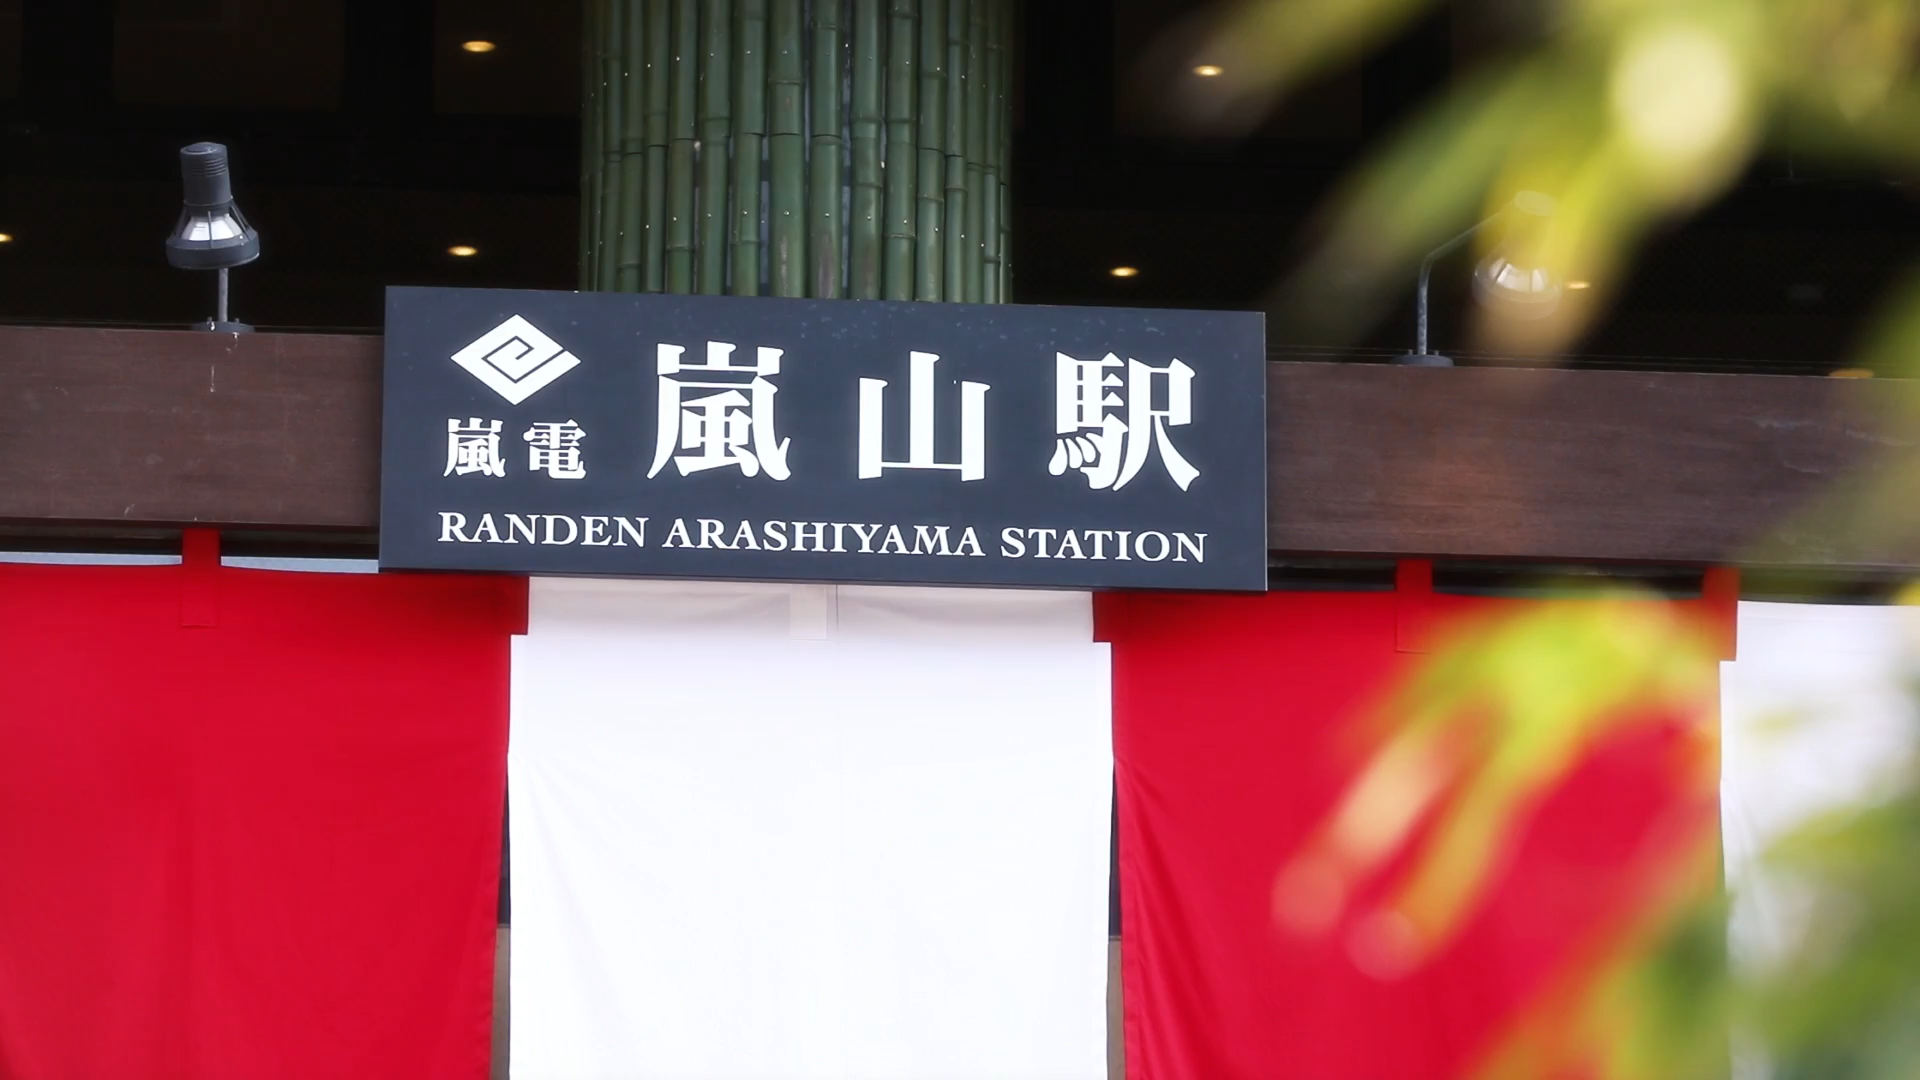 嵐電
嵐山駅
RANDEN ARASHIYAMA STATION